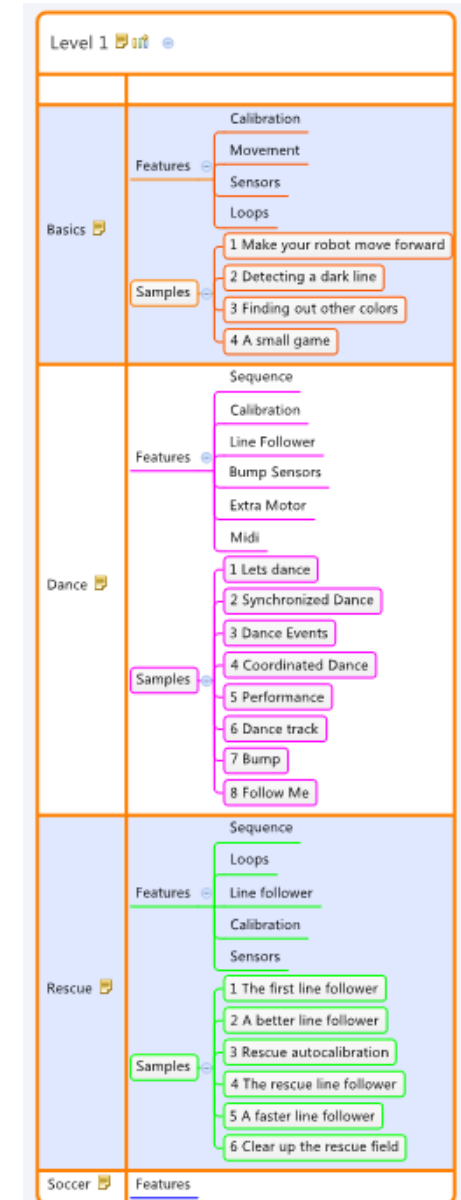 Level 1
Basics
Features
Calibration
Movement
Sensors
Loops
Samples
1 Make your robot move forward
2 Detecting a dark line
3 Finding out other colors
4 A small game
Dance
Features
Sequence
Calibration
Line Follower
Bump Sensors
Extra Motor
Midi
Samples
1 Lets dance
2 Synchronized Dance
3 Dance Events
4 Coordinated Dance
5 Performance
6 Dance track
7 Bump
8 Follow Me
Rescue
Features
Sequence
Loops
Line follower
Calibration
Sensors
Samples
1 The first line follower
2 A better line follower
3 Rescue autocalibration
4 The rescue line follower
5 A faster line follower
6 Clear up the rescue field
Soccer
Features